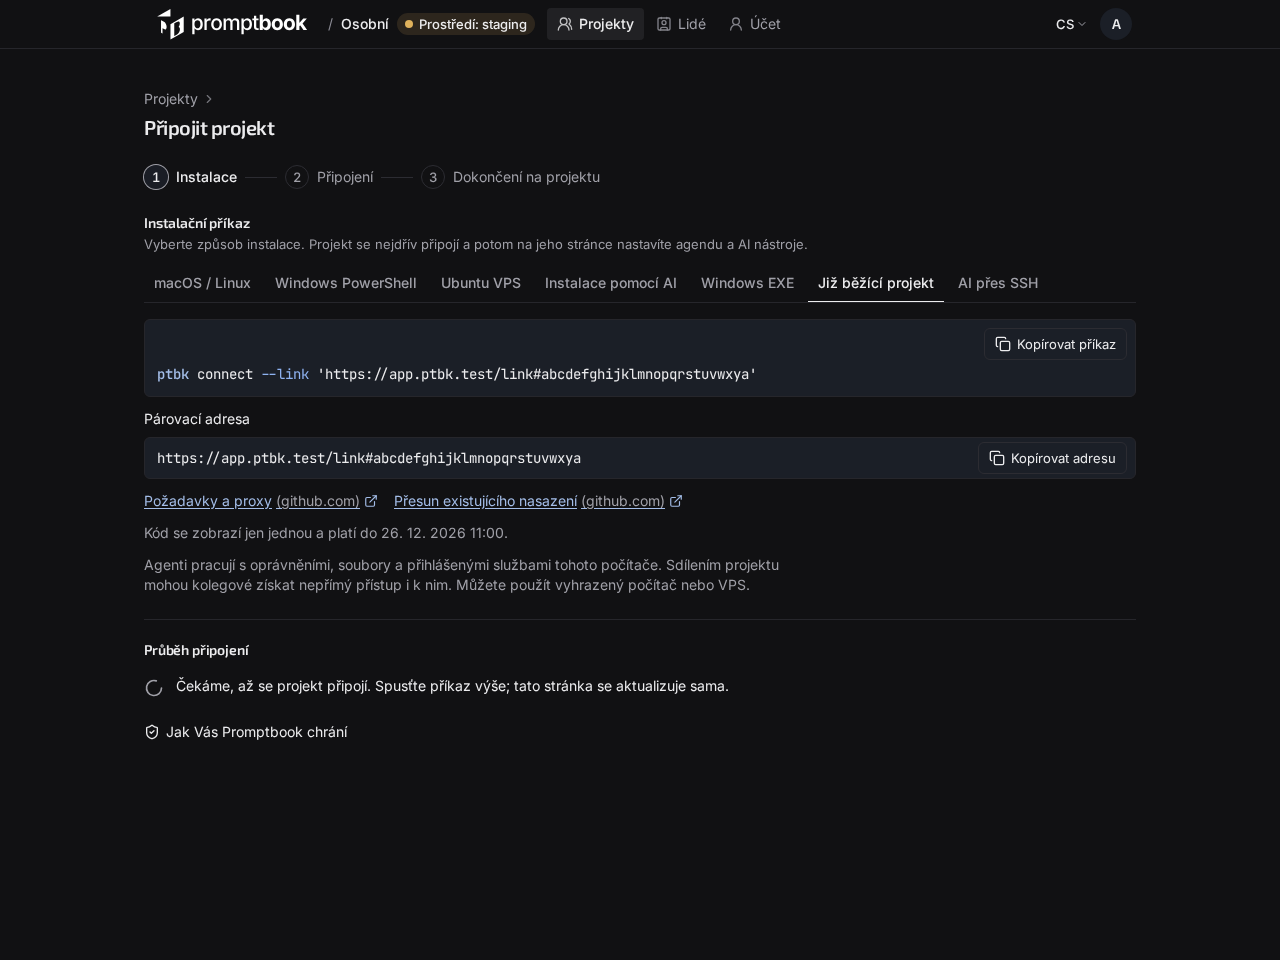 promptbook / Osobní Prostředí: staging Projekty Lidé Účet CS A
Projekty
Připojit projekt
1 Instalace 2 Připojení 3 Dokončení na projektu
Instalační příkaz
Vyberte způsob instalace. Projekt se nejdřív připojí a potom na jeho stránce nastavíte agendu a AI nástroje.
macOS / Linux Windows PowerShell Ubuntu VPS Instalace pomocí AI Windows EXE Již běžící projekt AI přes SSH
Kopírovat příkaz
ptbk connect --link 'https://app.ptbk.test/link#abcdefghijklmnopqrstuvwxya'
Párovací adresa
https://app.ptbk.test/link#abcdefghijklmnopqrstuvwxya Kopírovat adresu
Požadavky a proxy (github.com) Přesun existujícího nasazení (github.com)
Kód se zobrazí jen jednou a platí do 26. 12. 2026 11:00.
Agenti pracují s oprávněními, soubory a přihlášenými službami tohoto počítače. Sdílením projektu
mohou kolegové získat nepřímý přístup i k nim. Můžete použít vyhrazený počítač nebo VPS.
Průběh připojení
Čekáme, až se projekt připojí. Spusťte příkaz výše; tato stránka se aktualizuje sama.
Jak Vás Promptbook chrání